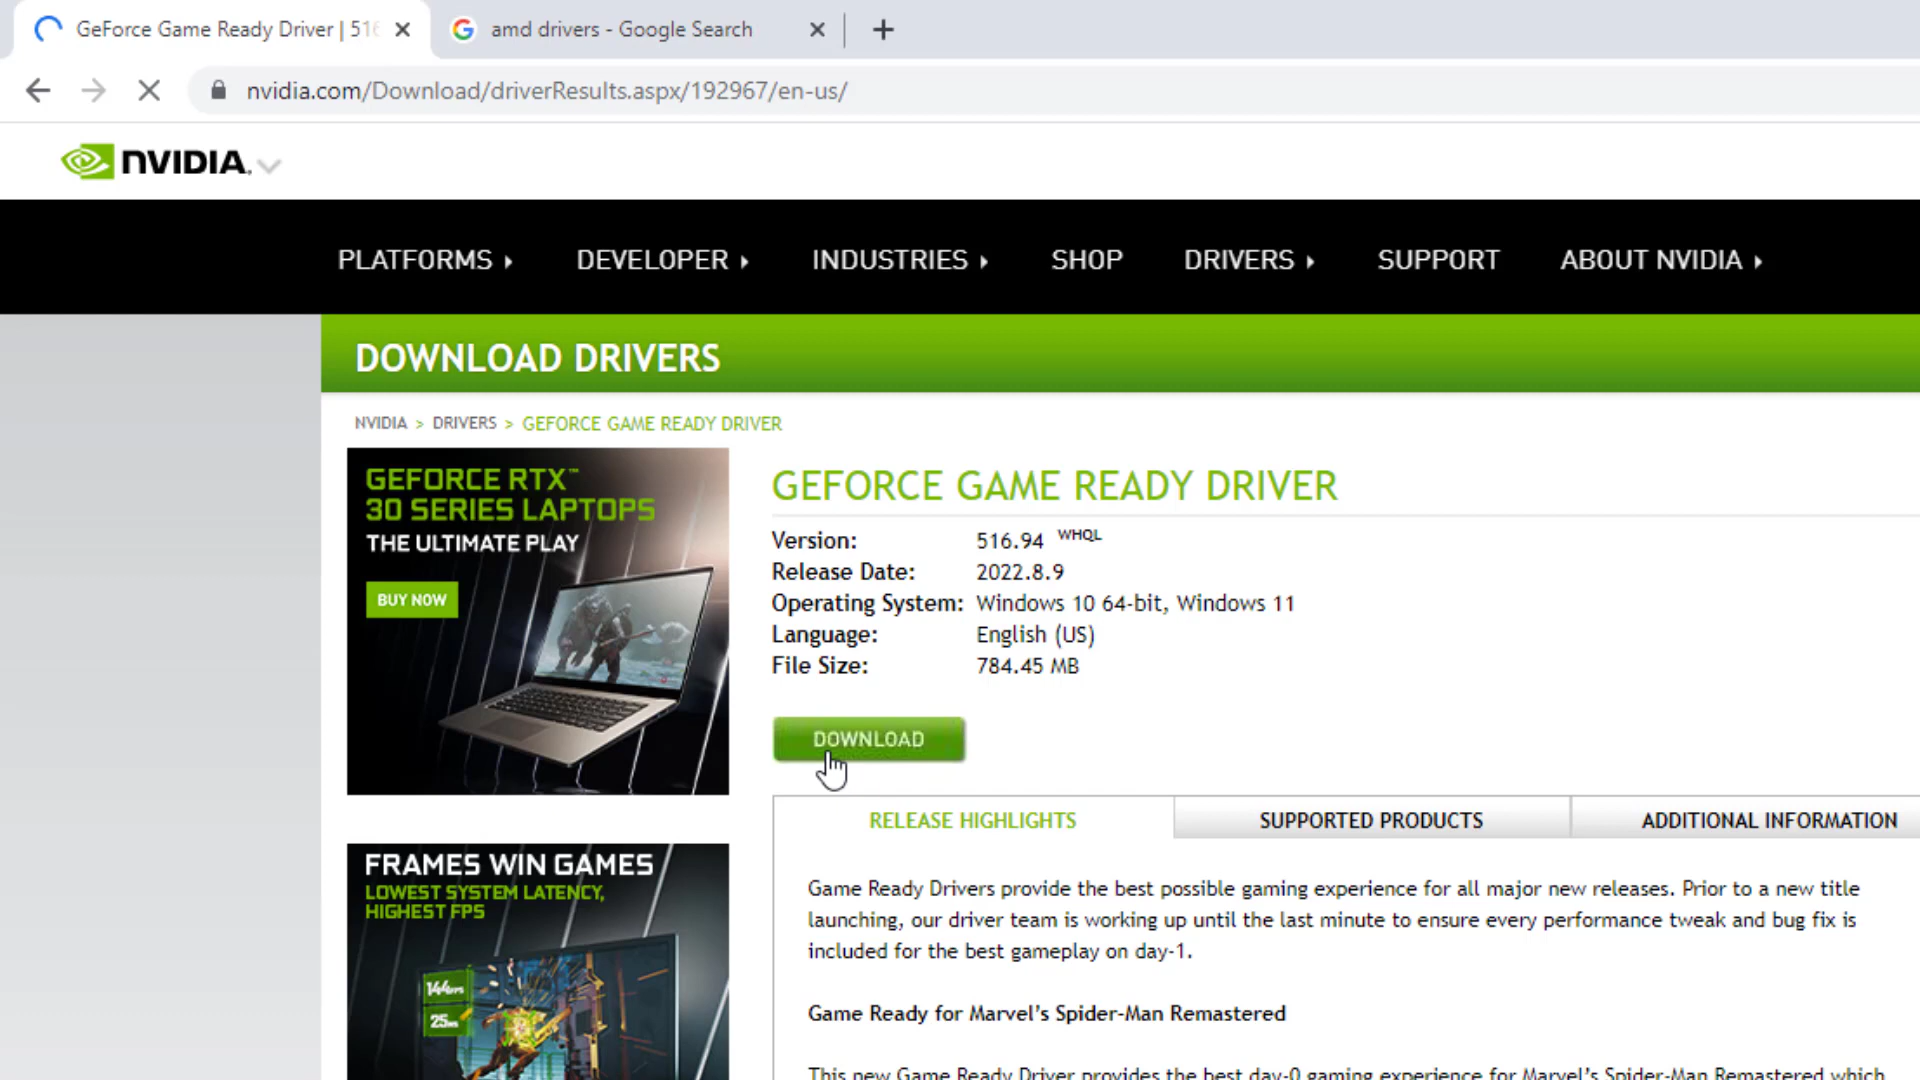 GeForce Game Ready Driver | 516
amd drivers - Google Search
nvidia.com/Download/driverResults.aspx/192967/en-us/
NVIDIA.
PLATFORMS DEVELOPER INDUSTRIES SHOP DRIVERS SUPPORT ABOUT NVIDIA
DOWNLOAD DRIVERS
NVIDIA > DRIVERS > GEFORCE GAME READY DRIVER
GEFORCE RTX™
30 SERIES LAPTOPS
THE ULTIMATE PLAY
BUY NOW
GEFORCE GAME READY DRIVER
Version: 516.94 WHQL
Release Date: 2022.8.9
Operating System: Windows 10 64-bit, Windows 11
Language: English (US)
File Size: 784.45 MB
DOWNLOAD
RELEASE HIGHLIGHTS SUPPORTED PRODUCTS ADDITIONAL INFORMATION
FRAMES WIN GAMES
LOWEST SYSTEM LATENCY,
HIGHEST FPS
144FPS
25MS
Game Ready Drivers provide the best possible gaming experience for all major new releases. Prior to a new title
launching, our driver team is working up until the last minute to ensure every performance tweak and bug fix is
included for the best gameplay on day-1.
Game Ready for Marvel's Spider-Man Remastered
This new Game Ready Driver provides the best day-0 gaming experience for Marvel's Spider-Man Remastered which